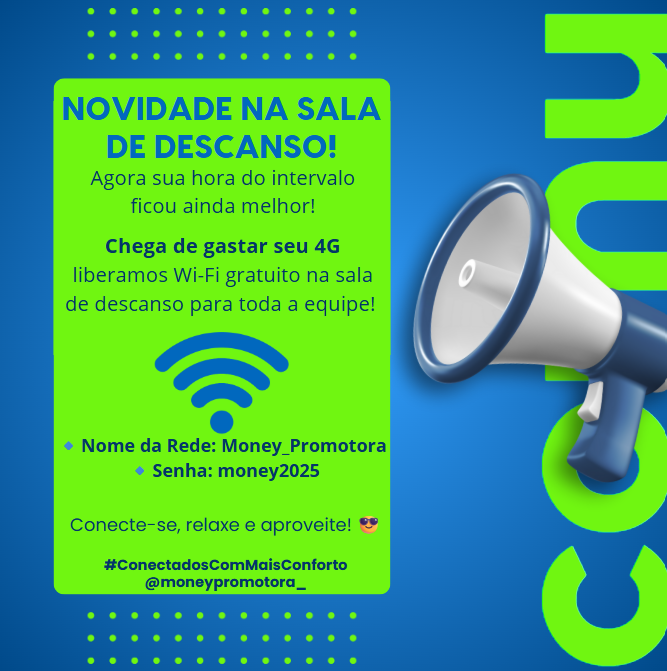 NOVIDADE NA SALA
DE DESCANSO!
Agora sua hora do intervalo
ficou ainda melhor!
Chega de gastar seu 4G
liberamos Wi-Fi gratuito na sala
de descanso para toda a equipe!
🔹 Nome da Rede: Money_Promotora
🔹 Senha: money2025
Conecte-se, relaxe e aproveite! 😎
#ConectadosComMaisConforto
@moneypromotora_